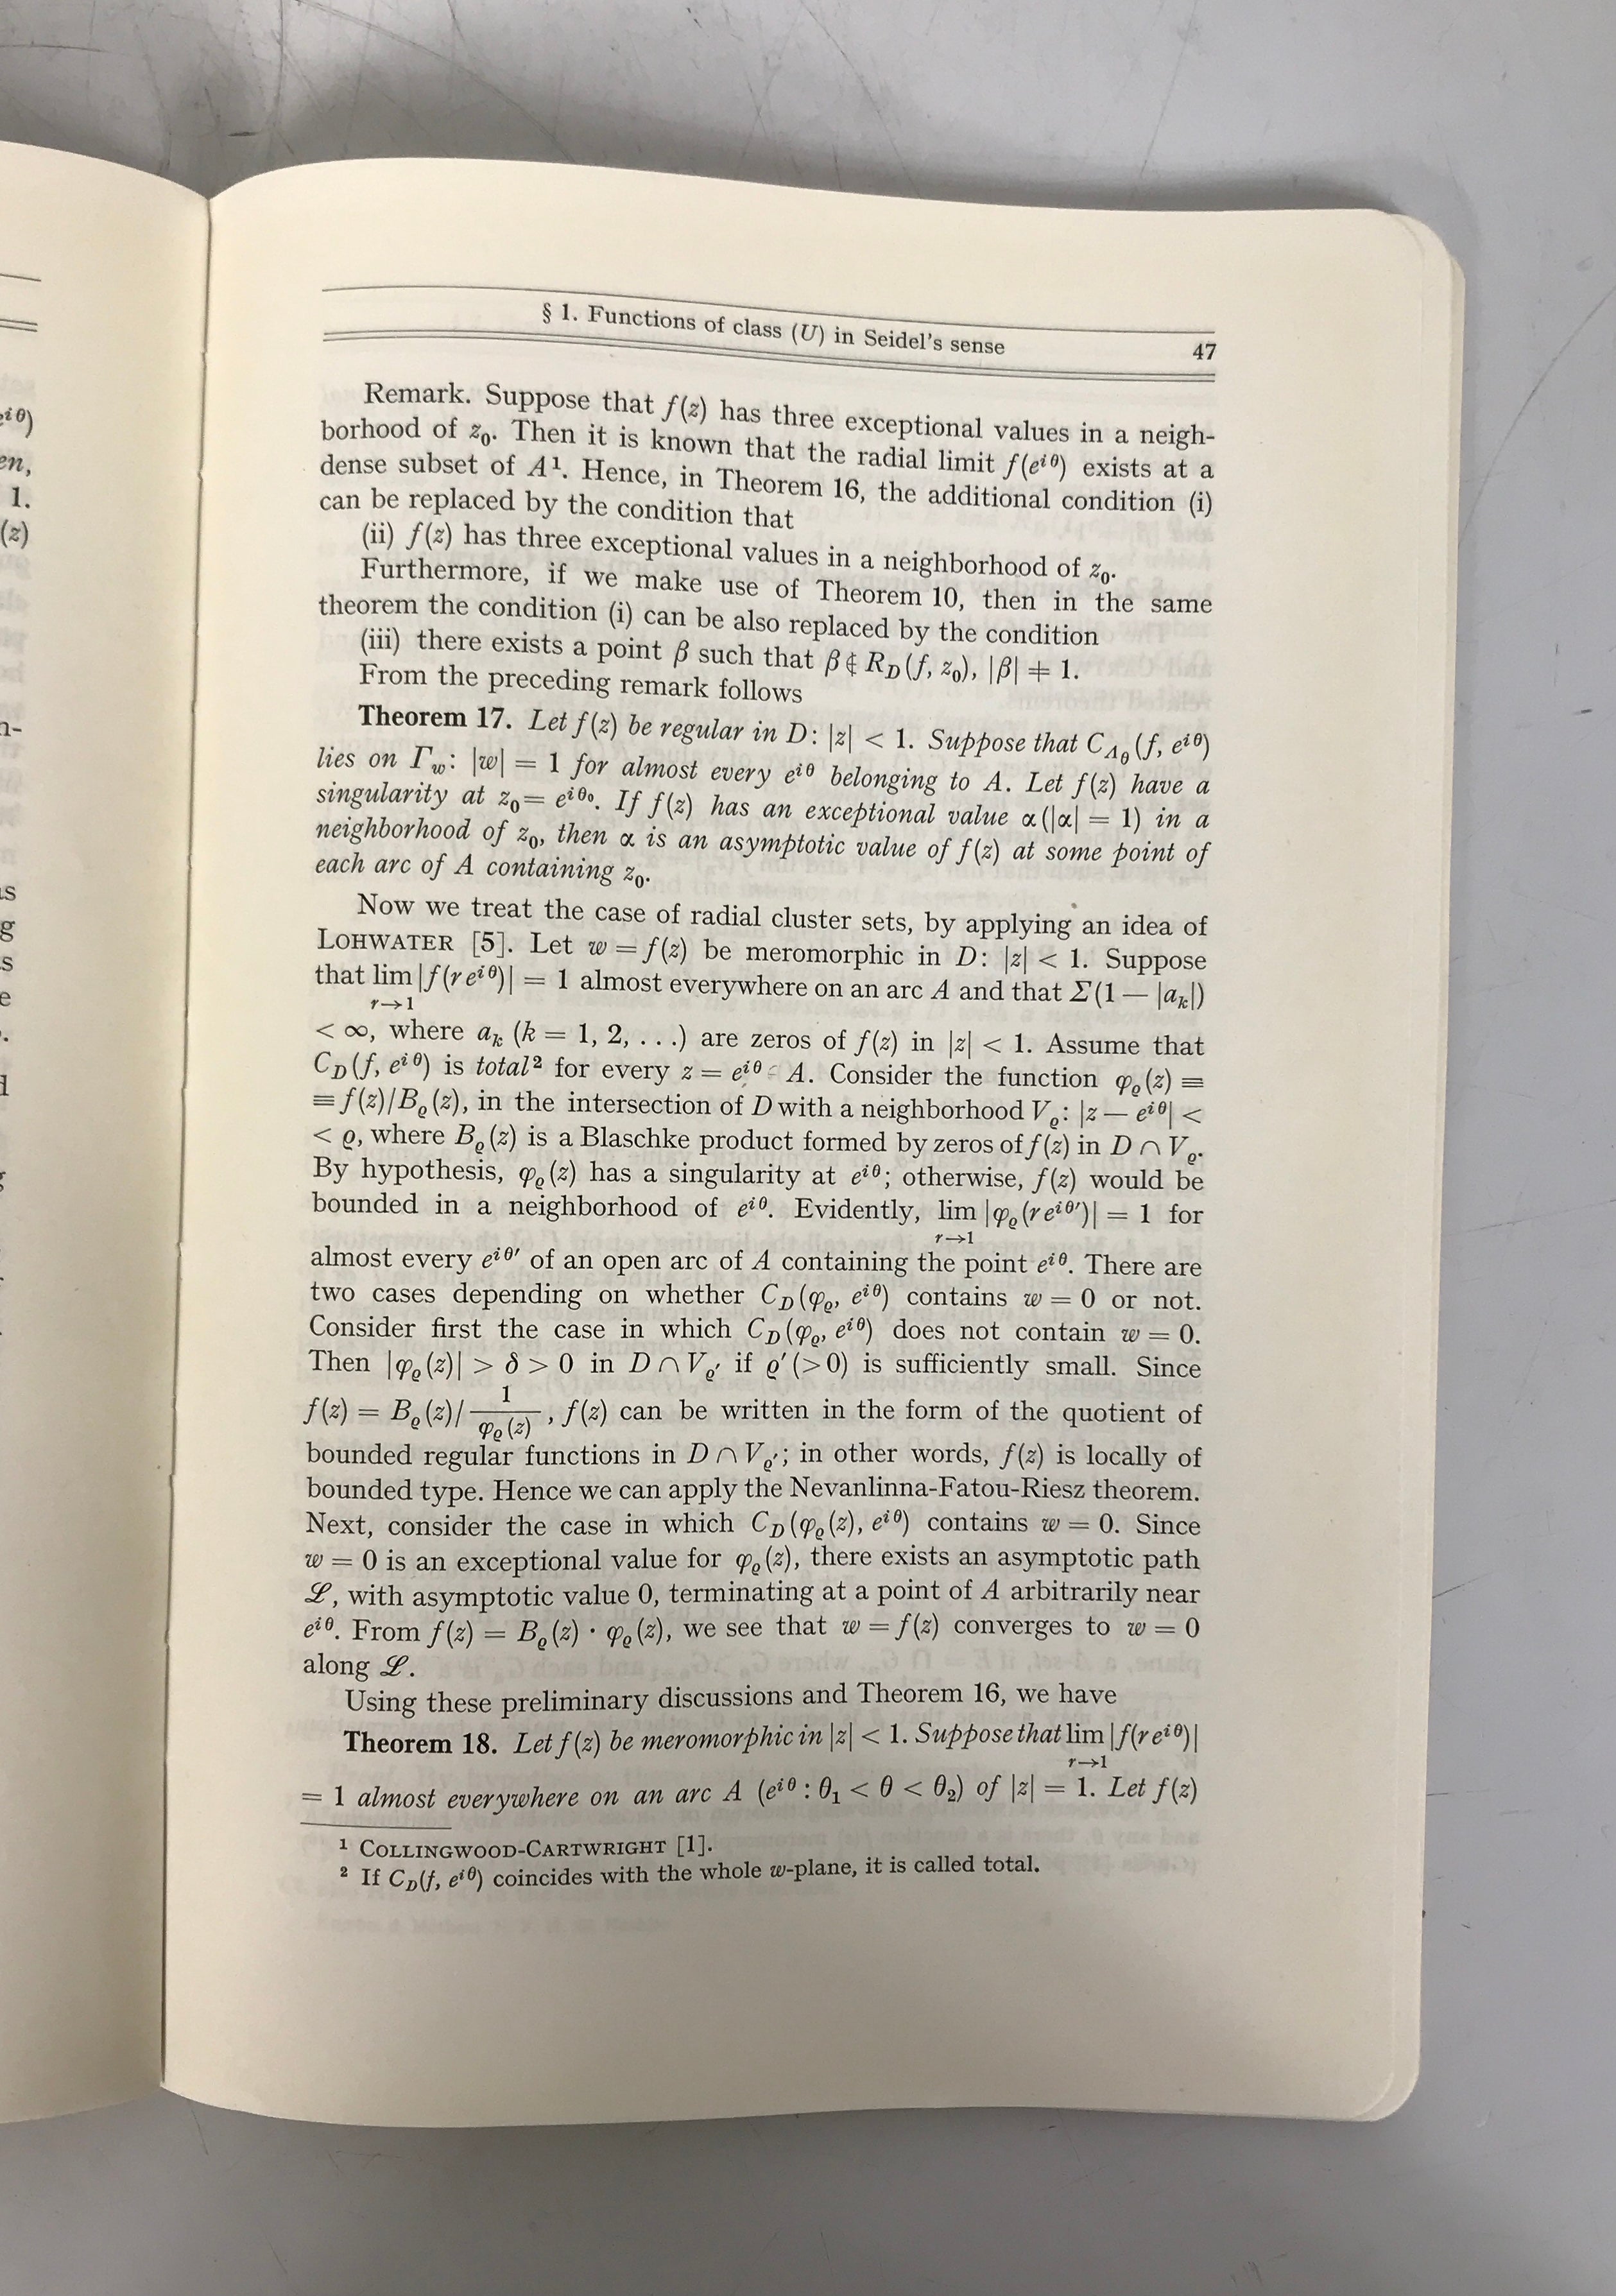 § 1. Functions of class (U) in Seidel's sense
47
Remark. Suppose that f(z) has three exceptional values in a neigh-
borhood of z₀. Then it is known that the radial limit f(e^{iθ}) exists at a
dense subset of A¹. Hence, in Theorem 16, the additional condition (i)
can be replaced by the condition that
(ii) f(z) has three exceptional values in a neighborhood of z₀.
Furthermore, if we make use of Theorem 10, then in the same
theorem the condition (i) can be also replaced by the condition
(iii) there exists a point β such that β ∉ R_D(f, z₀), |β| ≠ 1.
From the preceding remark follows
Theorem 17. Let f(z) be regular in D: |z| < 1. Suppose that C_{Λ_θ}(f, e^{iθ})
lies on Γ_w: |w| = 1 for almost every e^{iθ} belonging to A. Let f(z) have a
singularity at z₀ = e^{iθ₀}. If f(z) has an exceptional value α(|α| = 1) in a
neighborhood of z₀, then α is an asymptotic value of f(z) at some point of
each arc of A containing z₀.
Now we treat the case of radial cluster sets, by applying an idea of
LOHWATER [5]. Let w = f(z) be meromorphic in D: |z| < 1. Suppose
that lim_{r→1} |f(r e^{iθ})| = 1 almost everywhere on an arc A and that Σ(1 — |a_k|)
< ∞, where a_k (k = 1, 2, . . .) are zeros of f(z) in |z| < 1. Assume that
C_D(f, e^{iθ}) is total² for every z = e^{iθ} ∈ A. Consider the function φ_ϱ(z) ≡
≡ f(z)/B_ϱ(z), in the intersection of D with a neighborhood V_ϱ: |z — e^{iθ}| <
< ϱ, where B_ϱ(z) is a Blaschke product formed by zeros of f(z) in D ∩ V_ϱ.
By hypothesis, φ_ϱ(z) has a singularity at e^{iθ}; otherwise, f(z) would be
bounded in a neighborhood of e^{iθ}. Evidently, lim_{r→1} |φ_ϱ(r e^{iθ′})| = 1 for
almost every e^{iθ′} of an open arc of A containing the point e^{iθ}. There are
two cases depending on whether C_D(φ_ϱ, e^{iθ}) contains w = 0 or not.
Consider first the case in which C_D(φ_ϱ, e^{iθ}) does not contain w = 0.
Then |φ_ϱ(z)| > δ > 0 in D ∩ V_{ϱ′} if ϱ′(>0) is sufficiently small. Since
f(z) = B_ϱ(z)/ 1/φ_ϱ(z), f(z) can be written in the form of the quotient of
bounded regular functions in D ∩ V_{ϱ′}; in other words, f(z) is locally of
bounded type. Hence we can apply the Nevanlinna-Fatou-Riesz theorem.
Next, consider the case in which C_D(φ_ϱ(z), e^{iθ}) contains w = 0. Since
w = 0 is an exceptional value for φ_ϱ(z), there exists an asymptotic path
ℒ, with asymptotic value 0, terminating at a point of A arbitrarily near
e^{iθ}. From f(z) = B_ϱ(z) · φ_ϱ(z), we see that w = f(z) converges to w = 0
along ℒ.
Using these preliminary discussions and Theorem 16, we have
Theorem 18. Let f(z) be meromorphic in |z| < 1. Suppose that lim_{r→1} |f(r e^{iθ})|
= 1 almost everywhere on an arc A (e^{iθ} : θ₁ < θ < θ₂) of |z| = 1. Let f(z)
¹ COLLINGWOOD-CARTWRIGHT [1].
² If C_D(f, e^{iθ}) coincides with the whole w-plane, it is called total.